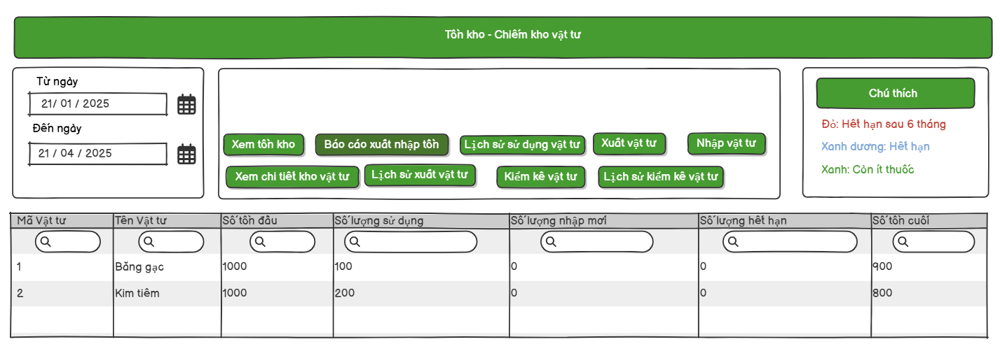 Tồn kho - Chiếm kho vật tư
Từ ngày
21/ 01 / 2025
Đến ngày
21 / 04 / 2025
Xem tồn kho
Báo cáo xuất nhập tồn
Lịch sử sử dụng vật tư
Xuất vật tư
Nhập vật tư
Xem chi tiết kho vật tư
Lịch sử xuất vật tư
Kiểm kê vật tư
Lịch sử kiểm kê vật tư
Chú thích
Đỏ: Hết hạn sau 6 tháng
Xanh dương: Hết hạn
Xanh: Còn ít thuốc
Mã Vật tư Tên Vật tư Số tồn đầu Số lượng sử dụng Số lượng nhập mới Số lượng hết hạn Số tồn cuối
1 Băng gạc 1000 100 0 0 900
2 Kim tiêm 1000 200 0 0 800